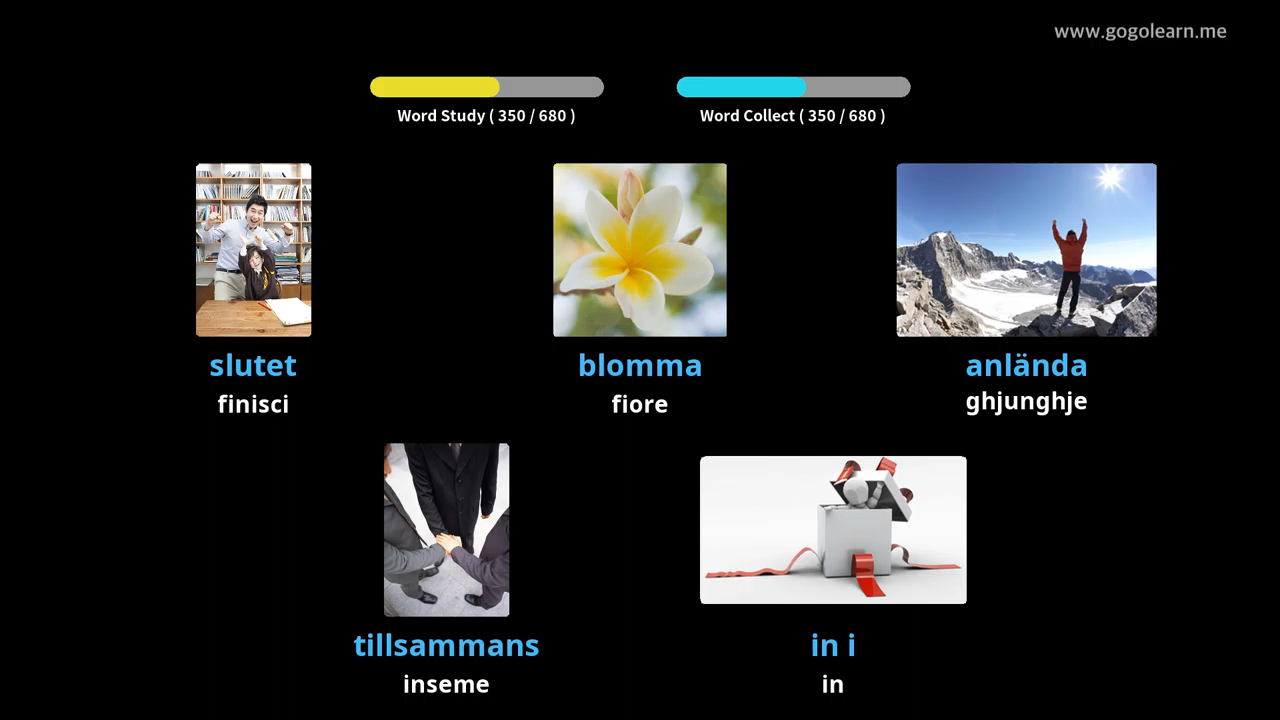 www.gogolearn.me
Word Study ( 350 / 680 )
Word Collect ( 350 / 680 )
slutet
finisci
blomma
fiore
anlända
ghjunghje
tillsammans
inseme
in i
in